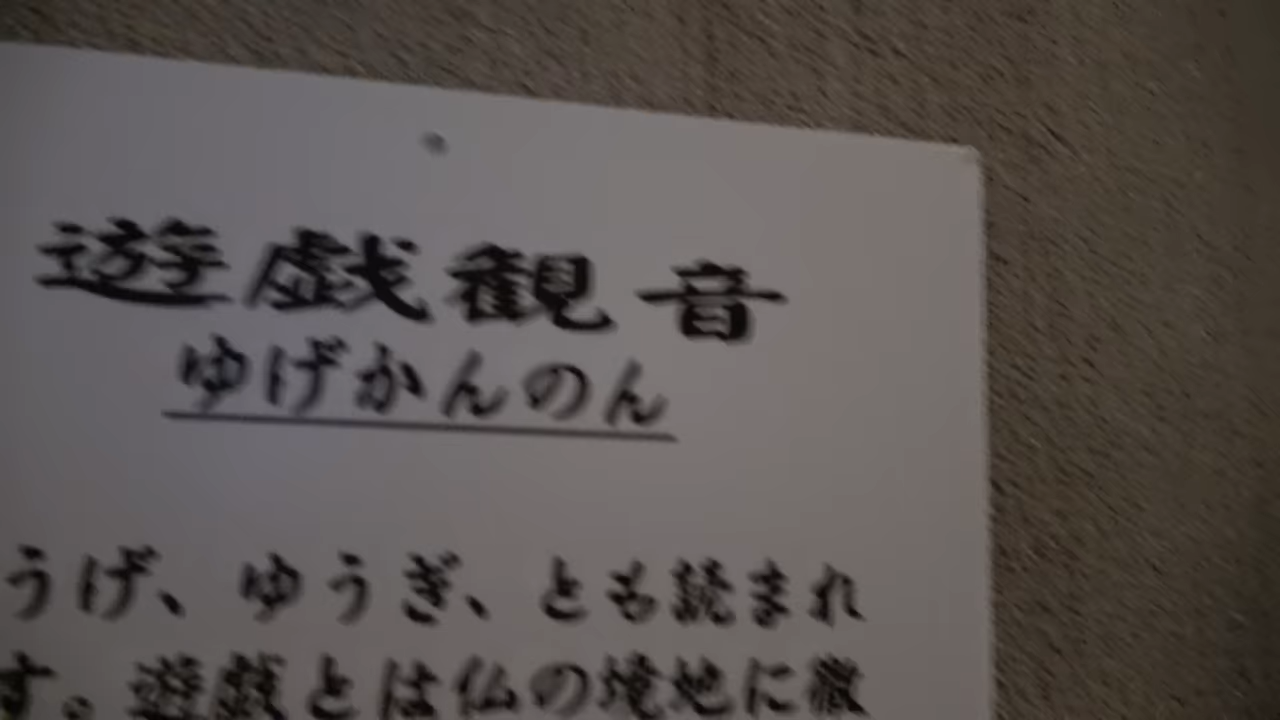 遊戯観音
ゆげかんのん
うげ、ゆうぎ、とも読まれ
す。遊戯とは仏の境地に徹